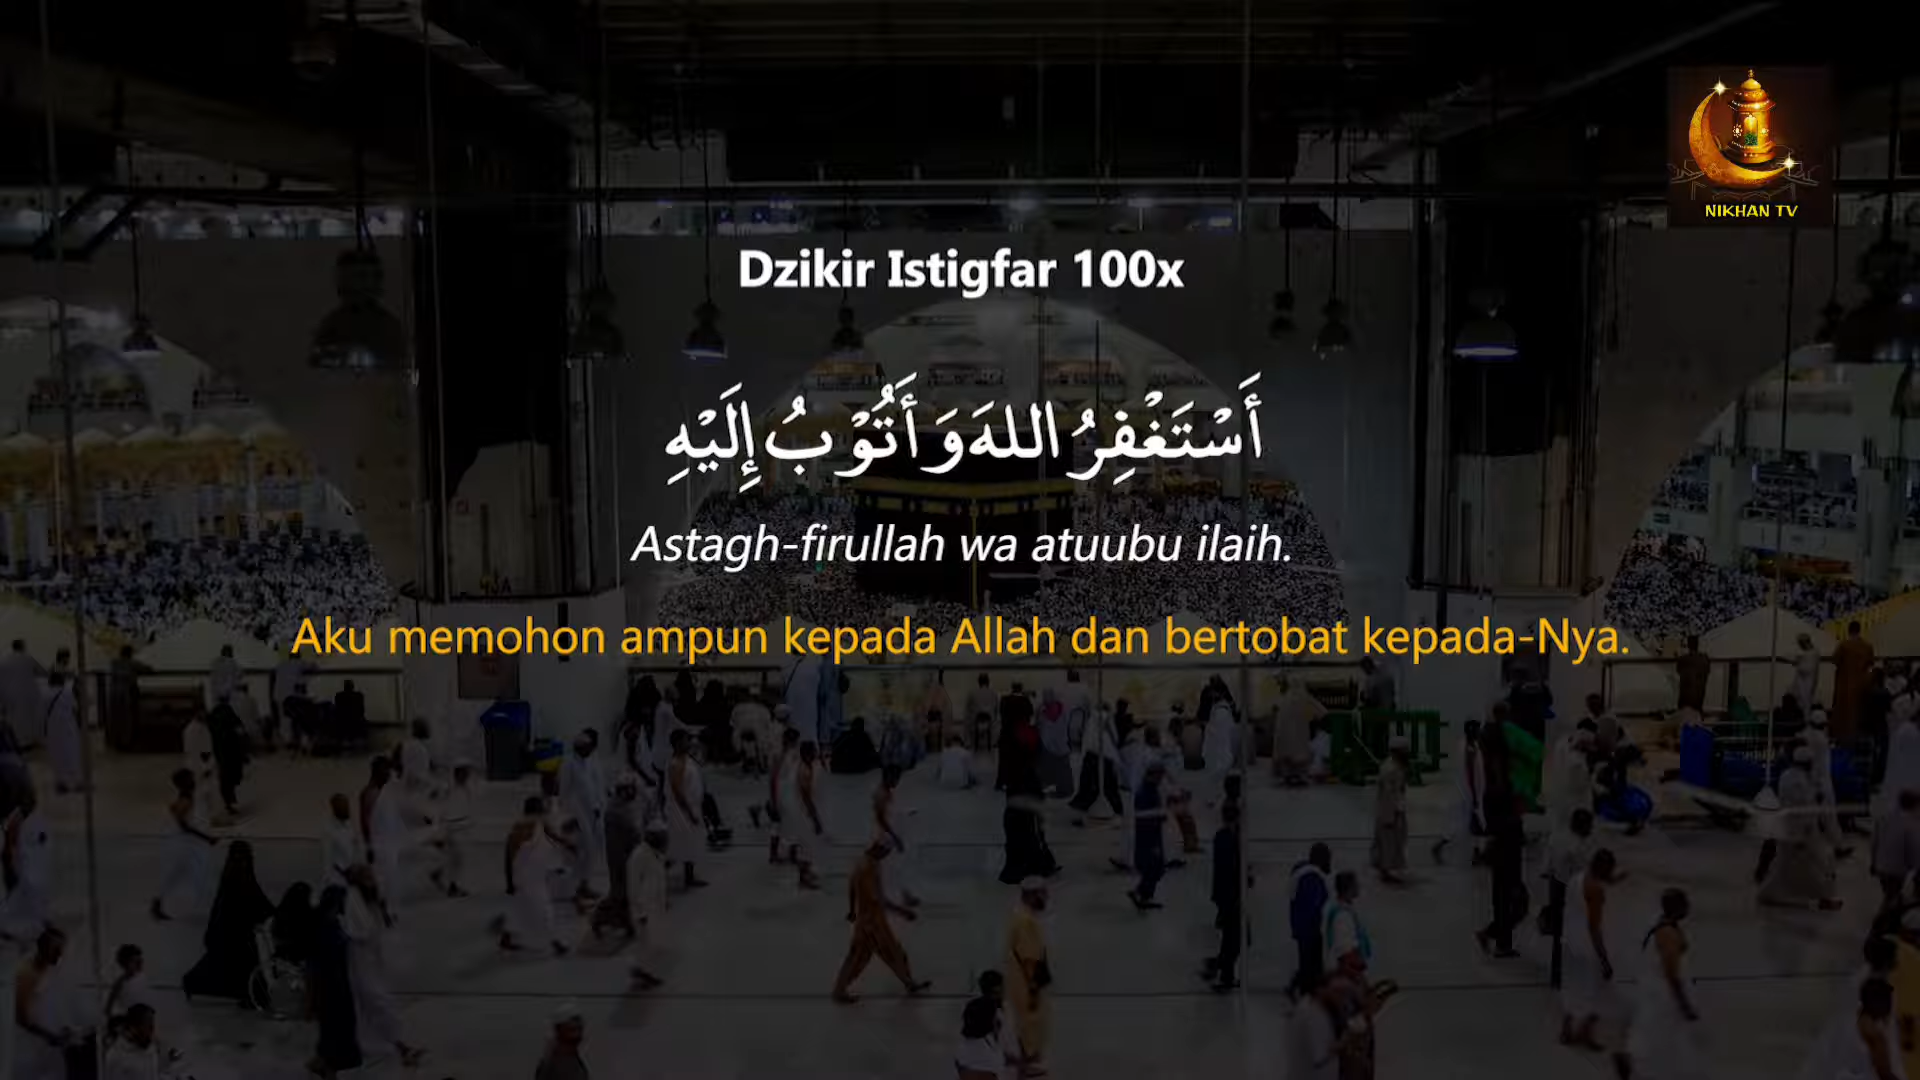 NIKHAN TV
Dzikir Istigfar 100x
أَسْتَغْفِرُ اللهَ وَ أَتُوْبُ إِلَيْهِ
Astagh-firullah wa atuubu ilaih.
Aku memohon ampun kepada Allah dan bertobat kepada-Nya.